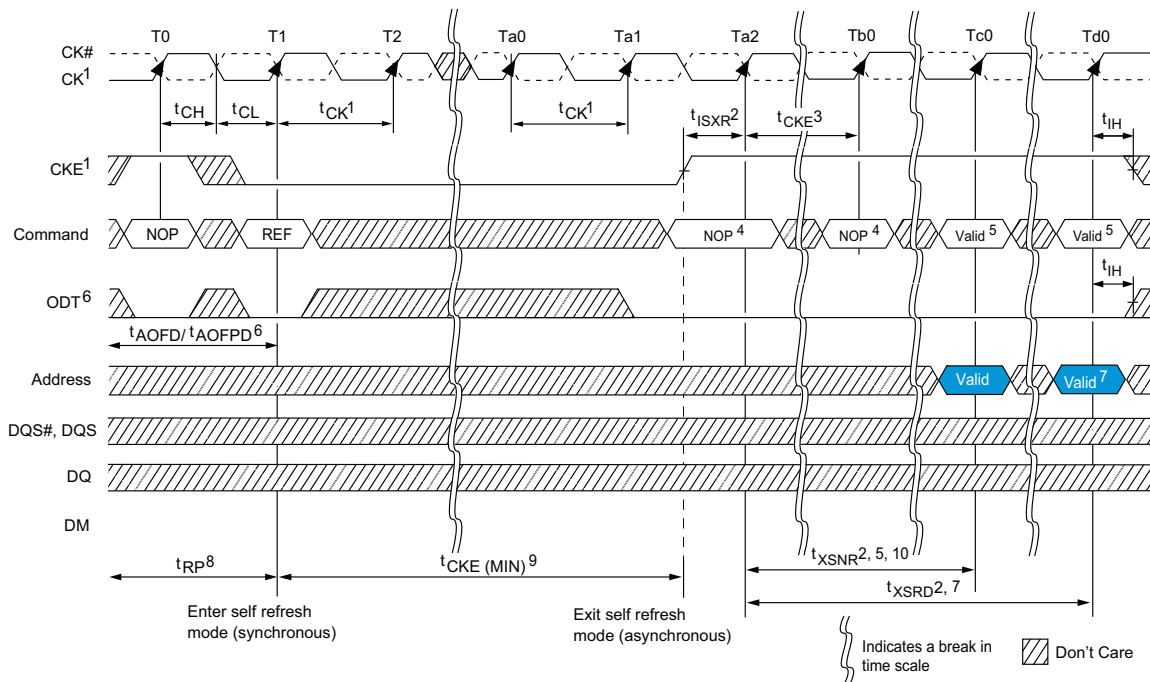 T0 T1 T2 Ta0 Ta1 Ta2 Tb0 Tc0 Td0
CK#
CK1
tCH tCL tCK1 tCK1 tISXR2 tCKE3 tIH
CKE1
Command NOP REF NOP 4 NOP 4 Valid 5 Valid 5
tIH
ODT6
tAOFD/ tAOFPD6
Address Valid Valid 7
DQS#, DQS
DQ
DM
tRP8 tCKE (MIN) 9 tXSNR2, 5, 10
tXSRD2, 7
Enter self refresh
mode (synchronous)
Exit self refresh
mode (asynchronous)
Indicates a break in
time scale
Don't Care